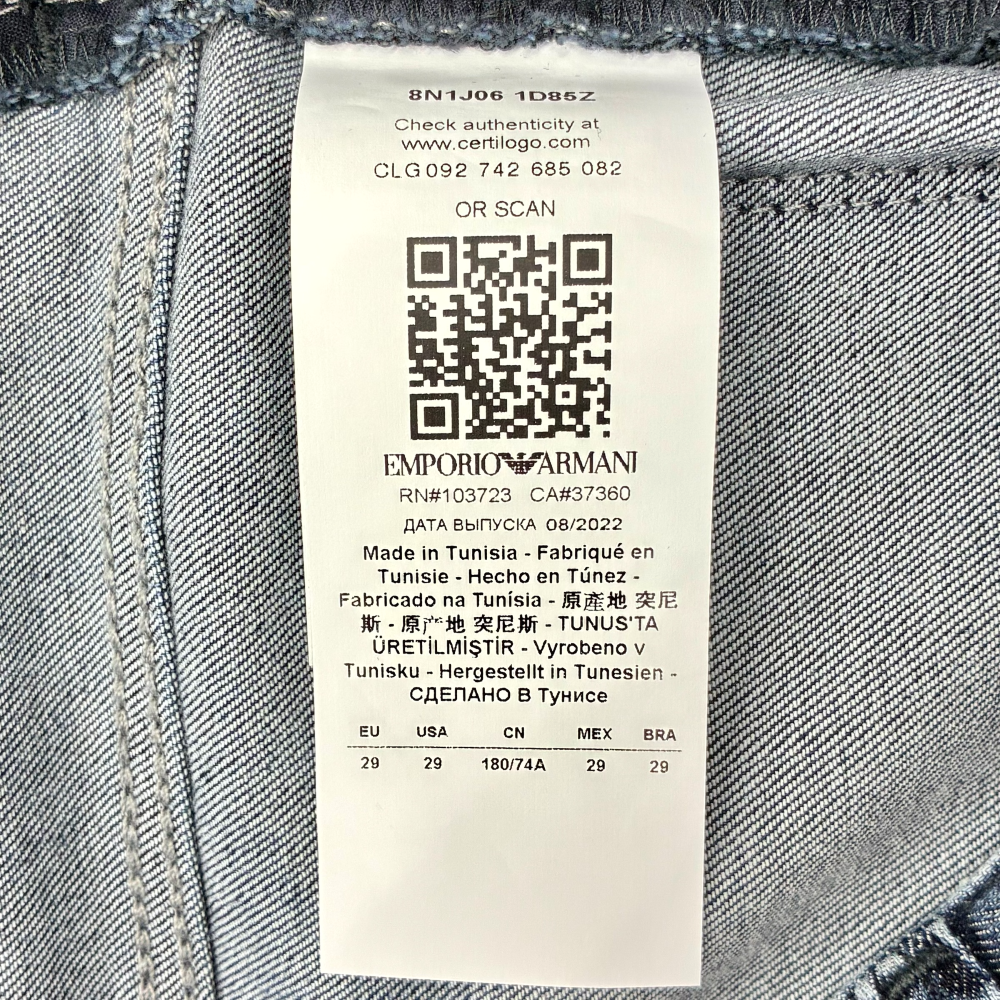 8N1J06 1D85Z
Check authenticity at
www.certilogo.com
CLG 092 742 685 082
OR SCAN
EMPORIO ARMANI
RN#103723 CA#37360
ДАТА ВЫПУСКА 08/2022
Made in Tunisia - Fabriqué en
Tunisie - Hecho en Túnez -
Fabricado na Tunísia - 原產地 突尼
斯 - 原产地 突尼斯 - TUNUS'TA
ÜRETİLMİŞTİR - Vyrobeno v
Tunisku - Hergestellt in Tunesien -
СДЕЛАНО В Тунисе
EU USA CN MEX BRA
29 29 180/74A 29 29